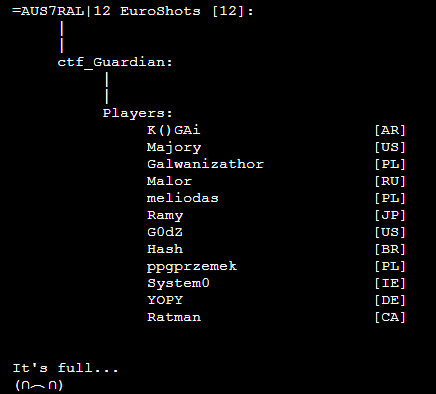 =AUS7RAL|12 EuroShots [12]:
|
|
ctf_Guardian:
|
|
Players:
K()GAi [AR]
Majory [US]
Galwanizathor [PL]
Malor [RU]
meliodas [PL]
Ramy [JP]
G0dZ [US]
Hash [BR]
ppgprzemek [PL]
System0 [IE]
YOPY [DE]
Ratman [CA]
It's full...
(∩︵∩)